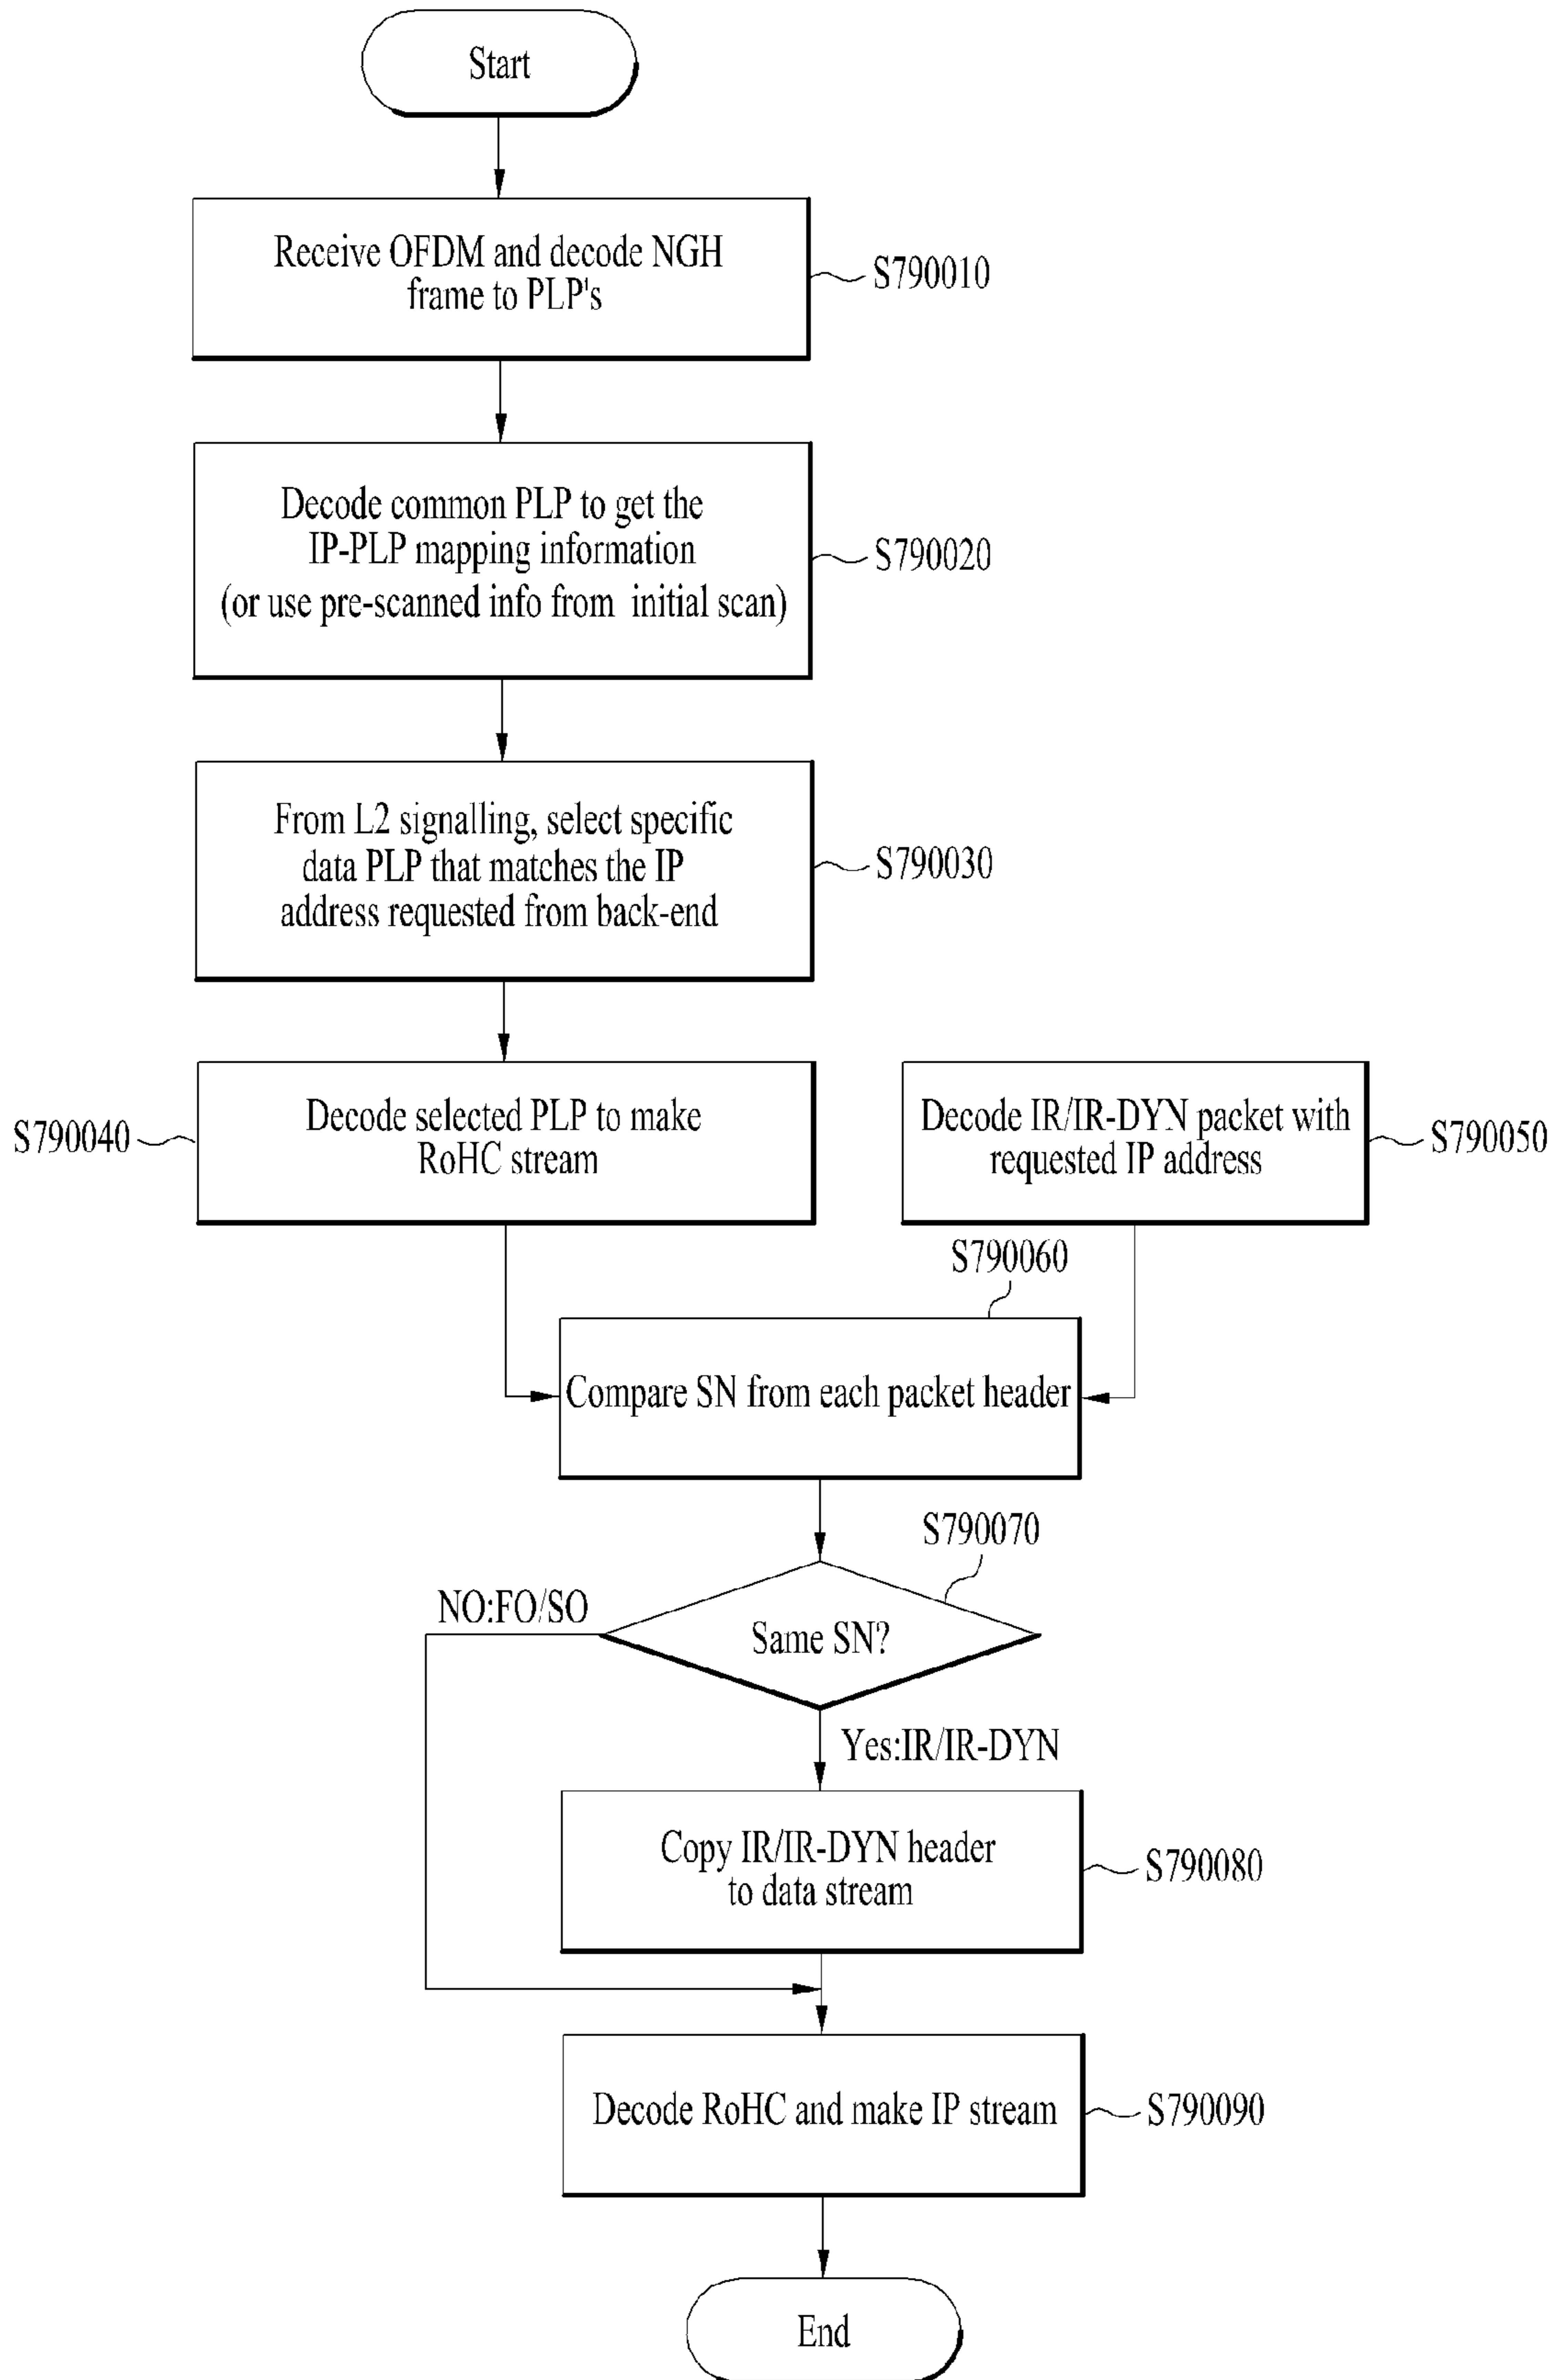 Start
Receive OFDM and decode NGH
frame to PLP's
S790010
Decode common PLP to get the
IP-PLP mapping information
(or use pre-scanned info from initial scan)
S790020
From L2 signalling, select specific
data PLP that matches the IP
address requested from back-end
S790030
S790040
Decode selected PLP to make
RoHC stream
Decode IR/IR-DYN packet with
requested IP address
S790050
S790060
Compare SN from each packet header
S790070
NO:FO/SO
Same SN?
Yes:IR/IR-DYN
Copy IR/IR-DYN header
to data stream
S790080
Decode RoHC and make IP stream
S790090
End